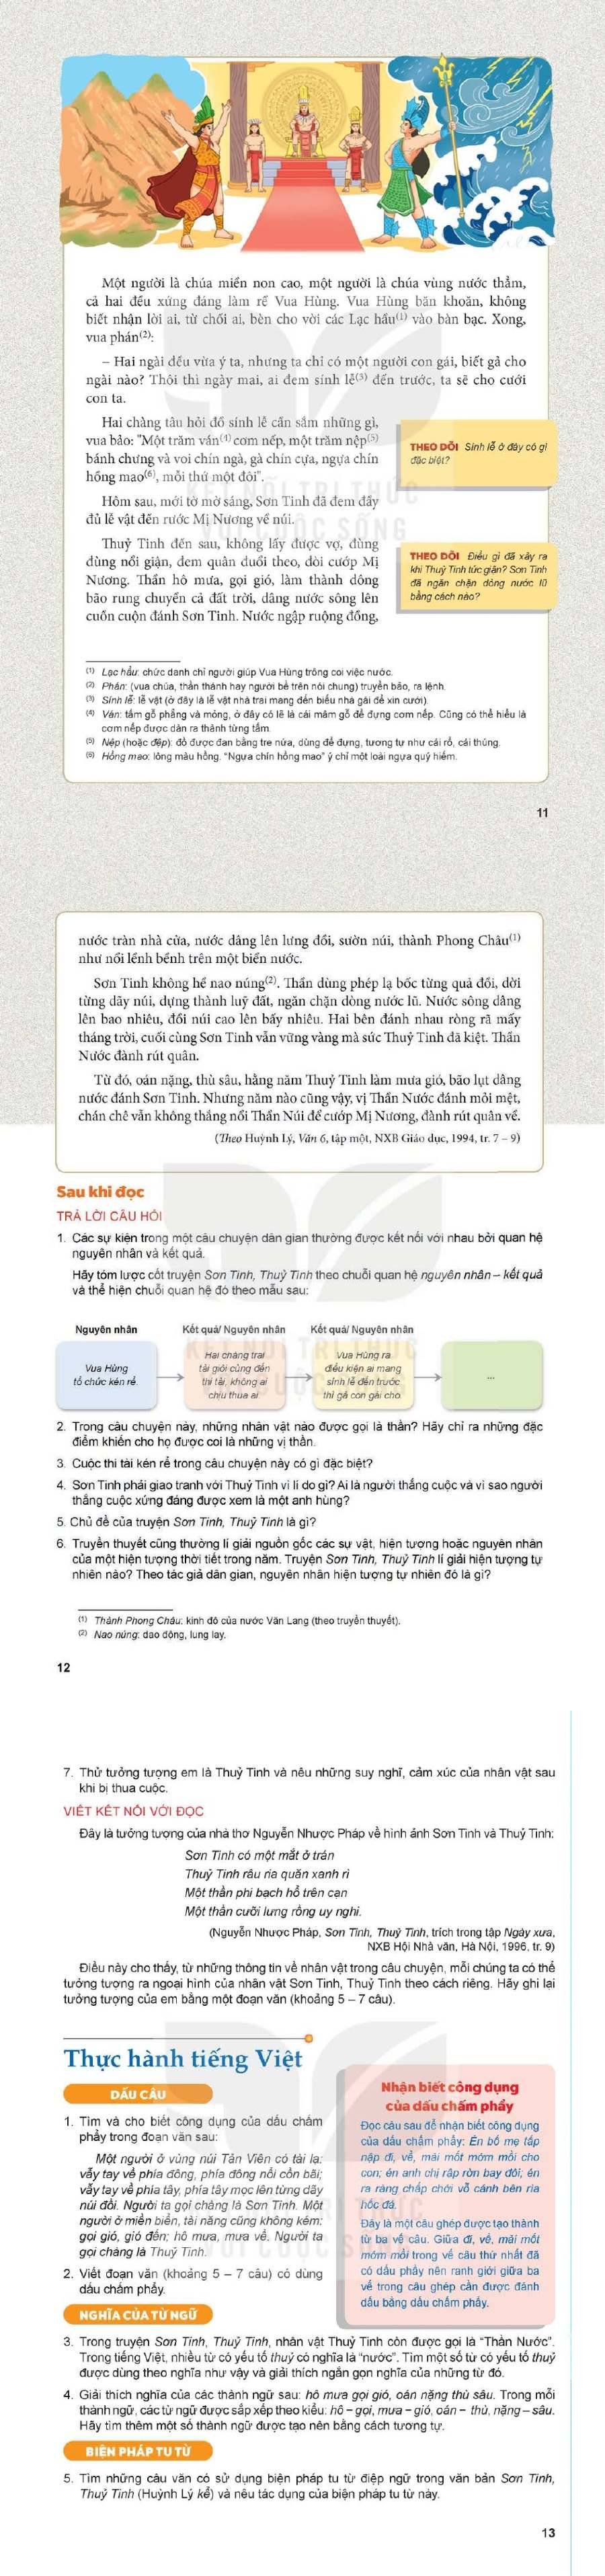 Một người là chúa miền non cao, một người là chúa vùng nước thẳm,
cả hai đều xứng đáng làm rể Vua Hùng. Vua Hùng băn khoăn, không
biết nhận lời ai, từ chối ai, bèn cho vời các Lạc hầu(1) vào bàn bạc. Xong,
vua phán(2):
– Hai ngài đều vừa ý ta, nhưng ta chỉ có một người con gái, biết gả cho
ngài nào? Thôi thì ngày mai, ai đem sính lễ(3) đến trước, ta sẽ cho cưới
con ta.
Hai chàng tâu hỏi đồ sính lễ cần sắm những gì,
vua bảo: "Một trăm ván(4) cơm nếp, một trăm nệp(5)
bánh chưng và voi chín ngà, gà chín cựa, ngựa chín
hồng mao(6), mỗi thứ một đôi".
THEO DÕI Sính lễ ở đây có gì
đặc biệt?
Hôm sau, mới tờ mờ sáng, Sơn Tinh đã đem đầy
đủ lễ vật đến rước Mị Nương về núi.
Thuỷ Tinh đến sau, không lấy được vợ, đùng
đùng nổi giận, đem quân đuổi theo, đòi cướp Mị
Nương. Thần hô mưa, gọi gió, làm thành dông
bão rung chuyển cả đất trời, dâng nước sông lên
cuồn cuộn đánh Sơn Tinh. Nước ngập ruộng đồng,
THEO DÕI Điều gì đã xảy ra
khi Thuỷ Tinh tức giận? Sơn Tinh
đã ngăn chặn dòng nước lũ
bằng cách nào?
(1) Lạc hầu: chức danh chỉ người giúp Vua Hùng trông coi việc nước.
(2) Phán: (vua chúa, thần thánh hay người bề trên nói chung) truyền bảo, ra lệnh.
(3) Sính lễ: lễ vật (ở đây là lễ vật nhà trai mang đến biếu nhà gái để xin cưới).
(4) Ván: tấm gỗ phẳng và mỏng, ở đây có lẽ là cái mâm gỗ để đựng cơm nếp. Cũng có thể hiểu là
cơm nếp được dàn ra thành từng tấm.
(5) Nệp (hoặc đệp): đồ được đan bằng tre nứa, dùng để đựng, tương tự như cái rổ, cái thúng.
(6) Hồng mao: lông màu hồng. "Ngựa chín hồng mao" ý chỉ một loài ngựa quý hiếm.
KẾT NỐI TRI THỨC
VỚI CUỘC SỐNG
11
nước tràn nhà cửa, nước dâng lên lưng đồi, sườn núi, thành Phong Châu(1)
như nổi lềnh bềnh trên một biển nước.
Sơn Tinh không hề nao núng(2). Thần dùng phép lạ bốc từng quả đồi, dời
từng dãy núi, dựng thành luỹ đất, ngăn chặn dòng nước lũ. Nước sông dâng
lên bao nhiêu, đồi núi cao lên bấy nhiêu. Hai bên đánh nhau ròng rã mấy
tháng trời, cuối cùng Sơn Tinh vẫn vững vàng mà sức Thuỷ Tinh đã kiệt. Thần
Nước đành rút quân.
Từ đó, oán nặng, thù sâu, hằng năm Thuỷ Tinh làm mưa gió, bão lụt dâng
nước đánh Sơn Tinh. Nhưng năm nào cũng vậy, vị Thần Nước đánh mỏi mệt,
chán chê vẫn không thắng nổi Thần Núi để cướp Mị Nương, đành rút quân về.
(Theo Huỳnh Lý, Văn 6, tập một, NXB Giáo dục, 1994, tr. 7 – 9)
Sau khi đọc
TRẢ LỜI CÂU HỎI
1. Các sự kiện trong một câu chuyện dân gian thường được kết nối với nhau bởi quan hệ
nguyên nhân và kết quả.
Hãy tóm lược cốt truyện Sơn Tinh, Thuỷ Tinh theo chuỗi quan hệ nguyên nhân – kết quả
và thể hiện chuỗi quan hệ đó theo mẫu sau:
Nguyên nhân
Kết quả/ Nguyên nhân
Kết quả/ Nguyên nhân
Vua Hùng
tổ chức kén rể.
Hai chàng trai
tài giỏi cùng đến
thi tài, không ai
chịu thua ai.
Vua Hùng ra
điều kiện ai mang
sính lễ đến trước
thì gả con gái cho.
...
KẾT NỐI TRI THỨC
VỚI CUỘC SỐNG
2. Trong câu chuyện này, những nhân vật nào được gọi là thần? Hãy chỉ ra những đặc
điểm khiến cho họ được coi là những vị thần.
3. Cuộc thi tài kén rể trong câu chuyện này có gì đặc biệt?
4. Sơn Tinh phải giao tranh với Thuỷ Tinh vì lí do gì? Ai là người thắng cuộc và vì sao người
thắng cuộc xứng đáng được xem là một anh hùng?
5. Chủ đề của truyện Sơn Tinh, Thuỷ Tinh là gì?
6. Truyền thuyết cũng thường lí giải nguồn gốc các sự vật, hiện tượng hoặc nguyên nhân
của một hiện tượng thời tiết trong năm. Truyện Sơn Tinh, Thuỷ Tinh lí giải hiện tượng tự
nhiên nào? Theo tác giả dân gian, nguyên nhân hiện tượng tự nhiên đó là gì?
(1) Thành Phong Châu: kinh đô của nước Văn Lang (theo truyền thuyết).
(2) Nao núng: dao động, lung lay.
12
7. Thử tưởng tượng em là Thuỷ Tinh và nêu những suy nghĩ, cảm xúc của nhân vật sau
khi bị thua cuộc.
VIẾT KẾT NỐI VỚI ĐỌC
Đây là tưởng tượng của nhà thơ Nguyễn Nhược Pháp về hình ảnh Sơn Tinh và Thuỷ Tinh:
Sơn Tinh có một mắt ở trán
Thuỷ Tinh râu ria quăn xanh rì
Một thần phi bạch hổ trên cạn
Một thần cưỡi lưng rồng uy nghi.
(Nguyễn Nhược Pháp, Sơn Tinh, Thuỷ Tinh, trích trong tập Ngày xưa,
NXB Hội Nhà văn, Hà Nội, 1996, tr. 9)
Điều này cho thấy, từ những thông tin về nhân vật trong câu chuyện, mỗi chúng ta có thể
tưởng tượng ra ngoại hình của nhân vật Sơn Tinh, Thuỷ Tinh theo cách riêng. Hãy ghi lại
tưởng tượng của em bằng một đoạn văn (khoảng 5 – 7 câu).
Thực hành tiếng Việt
DẤU CÂU
1. Tìm và cho biết công dụng của dấu chấm
phẩy trong đoạn văn sau:
Một người ở vùng núi Tản Viên có tài lạ:
vẫy tay về phía đông, phía đông nổi cồn bãi;
vẫy tay về phía tây, phía tây mọc lên từng dãy
núi đồi. Người ta gọi chàng là Sơn Tinh. Một
người ở miền biển, tài năng cũng không kém:
gọi gió, gió đến; hô mưa, mưa về. Người ta
gọi chàng là Thuỷ Tinh.
2. Viết đoạn văn (khoảng 5 – 7 câu) có dùng
dấu chấm phẩy.
Nhận biết công dụng
của dấu chấm phẩy
Đọc câu sau để nhận biết công dụng
của dấu chấm phẩy: Én bố mẹ tấp
nập đi, về, mải mốt mớm mồi cho
con; én anh chị rập rờn bay đôi; én
ra ràng chấp chới vỗ cánh bên rìa
hốc đá.
Đây là một câu ghép được tạo thành
từ ba vế câu. Giữa đi, về, mải mốt
mớm mồi trong vế câu thứ nhất đã
có dấu phẩy nên ranh giới giữa ba
vế trong câu ghép cần được đánh
dấu bằng dấu chấm phẩy.
NGHĨA CỦA TỪ NGỮ
3. Trong truyện Sơn Tinh, Thuỷ Tinh, nhân vật Thuỷ Tinh còn được gọi là "Thần Nước".
Trong tiếng Việt, nhiều từ có yếu tố thuỷ có nghĩa là "nước". Tìm một số từ có yếu tố thuỷ
được dùng theo nghĩa như vậy và giải thích ngắn gọn nghĩa của những từ đó.
4. Giải thích nghĩa của các thành ngữ sau: hô mưa gọi gió, oán nặng thù sâu. Trong mỗi
thành ngữ, các từ ngữ được sắp xếp theo kiểu: hô – gọi, mưa – gió, oán – thù, nặng – sâu.
Hãy tìm thêm một số thành ngữ được tạo nên bằng cách tương tự.
BIỆN PHÁP TU TỪ
5. Tìm những câu văn có sử dụng biện pháp tu từ điệp ngữ trong văn bản Sơn Tinh,
Thuỷ Tinh (Huỳnh Lý kể) và nêu tác dụng của biện pháp tu từ này.
13